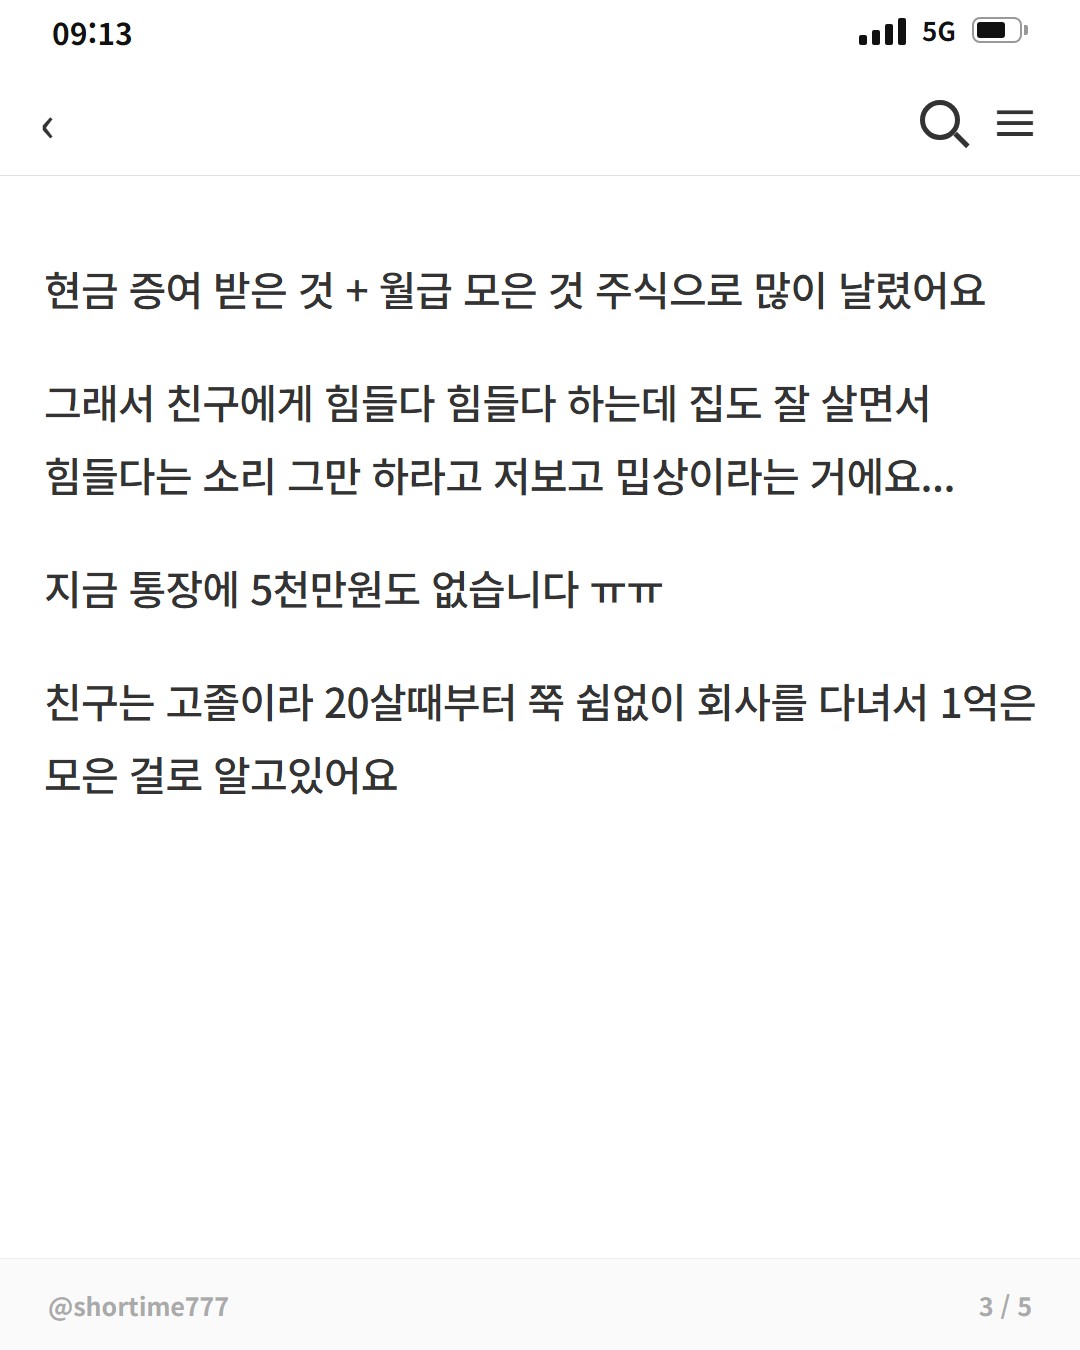 09:13
5G
현금 증여 받은 것 + 월급 모은 것 주식으로 많이 날렸어요
그래서 친구에게 힘들다 힘들다 하는데 집도 잘 살면서
힘들다는 소리 그만 하라고 저보고 밉상이라는 거에요...
지금 통장에 5천만원도 없습니다 ㅠㅠ
친구는 고졸이라 20살때부터 쭉 쉼없이 회사를 다녀서 1억은
모은 걸로 알고있어요
@shortime777
3 / 5